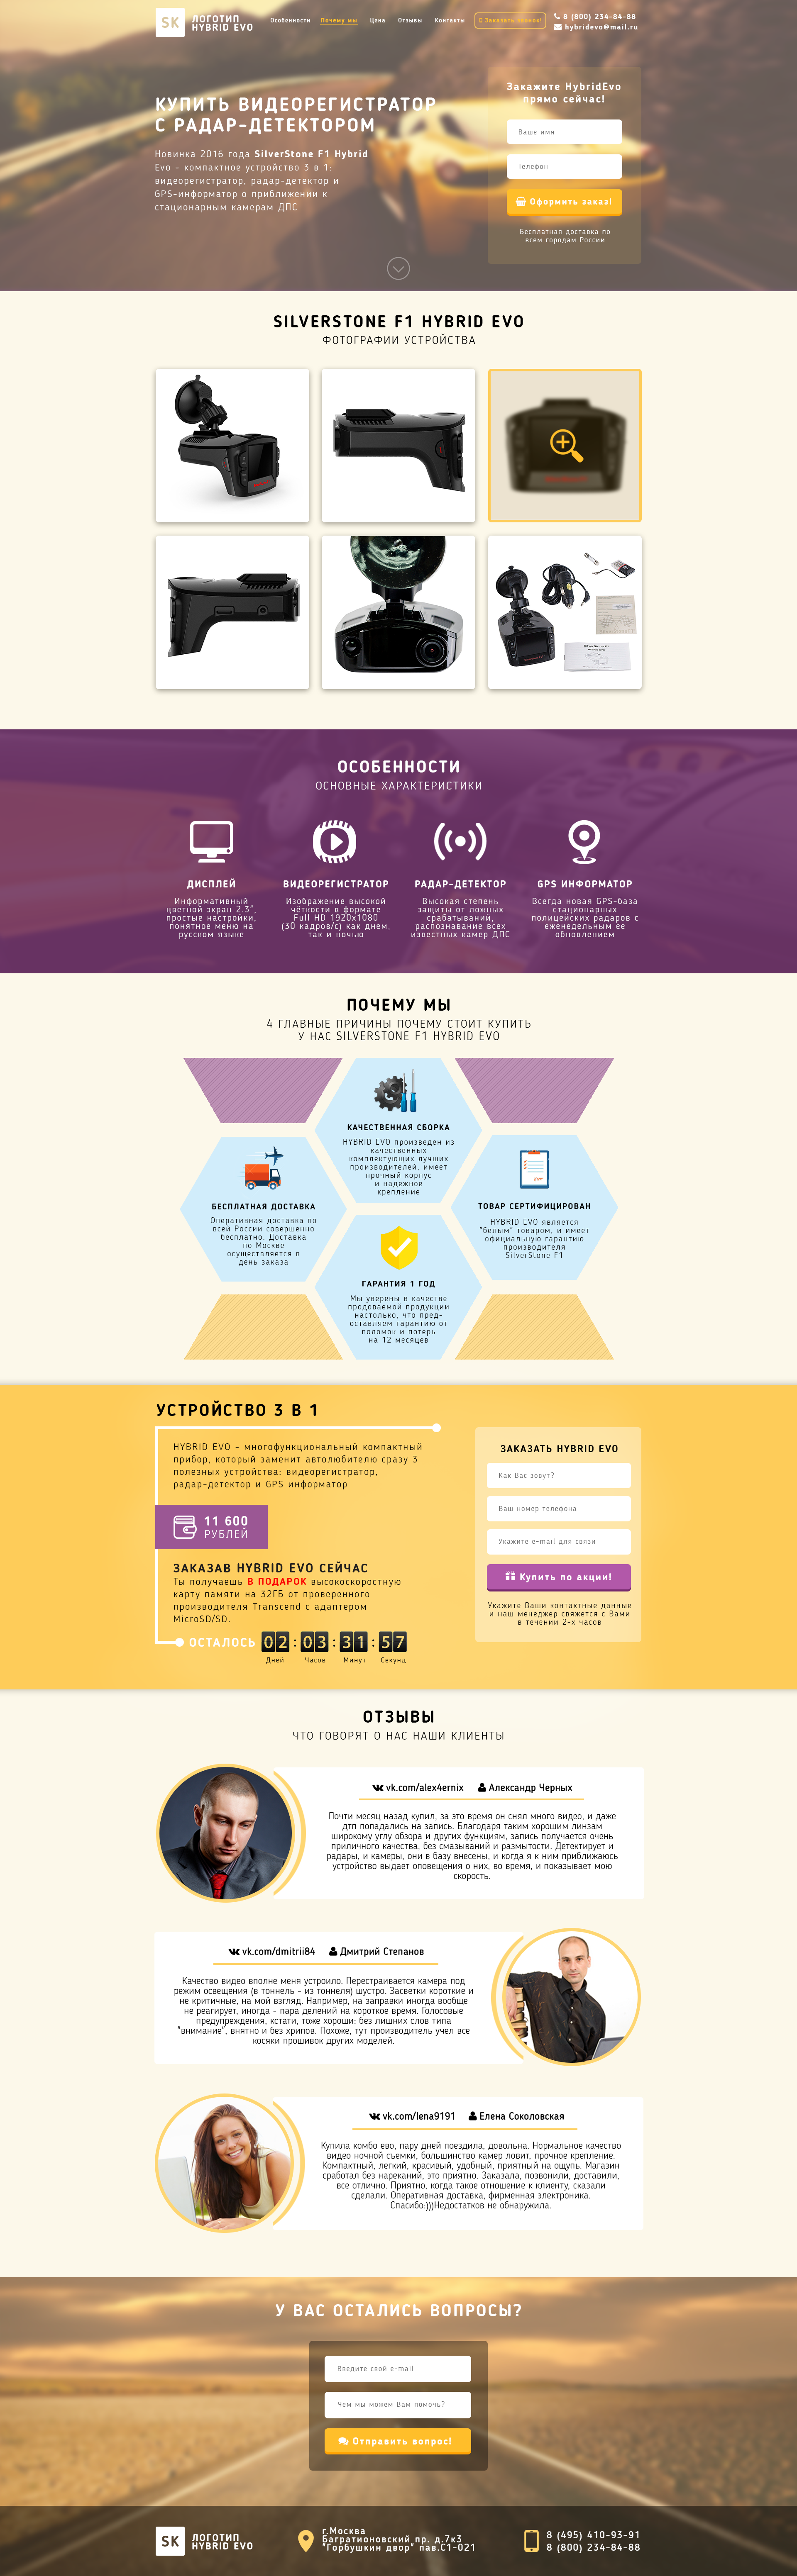 SK
ЛОГОТИП
HYBRID EVO
Особенности Почему мы Цена Отзывы Контакты
Заказать звонок!
8 (800) 234-84-88
hybridevo@mail.ru
КУПИТЬ ВИДЕОРЕГИСТРАТОР
С РАДАР-ДЕТЕКТОРОМ
Новинка 2016 года SilverStone F1 Hybrid
Evo - компактное устройство 3 в 1:
видеорегистратор, радар-детектор и
GPS-информатор о приближении к
стационарным камерам ДПС
Закажите HybridEvo
прямо сейчас!
Ваше имя
Телефон
Оформить заказ!
Бесплатная доставка по
всем городам России
SILVERSTONE F1 HYBRID EVO
ФОТОГРАФИИ УСТРОЙСТВА
ОСОБЕННОСТИ
ОСНОВНЫЕ ХАРАКТЕРИСТИКИ
ДИСПЛЕЙ
Информативный
цветной экран 2.3",
простые настройки,
понятное меню на
русском языке
ВИДЕОРЕГИСТРАТОР
Изображение высокой
чёткости в формате
Full HD 1920x1080
(30 кадров/с) как днем,
так и ночью
РАДАР-ДЕТЕКТОР
Высокая степень
защиты от ложных
срабатываний,
распознавание всех
известных камер ДПС
GPS ИНФОРМАТОР
Всегда новая GPS-база
стационарных
полицейских радаров с
еженедельным ее
обновлением
ПОЧЕМУ МЫ
4 ГЛАВНЫЕ ПРИЧИНЫ ПОЧЕМУ СТОИТ КУПИТЬ
У НАС SILVERSTONE F1 HYBRID EVO
КАЧЕСТВЕННАЯ СБОРКА
HYBRID EVO произведен из
качественных
комплектующих лучших
производителей, имеет
прочный корпус
и надежное
крепление
БЕСПЛАТНАЯ ДОСТАВКА
Оперативная доставка по
всей России совершенно
бесплатно. Доставка
по Москве
осуществляется в
день заказа
ТОВАР СЕРТИФИЦИРОВАН
HYBRID EVO является
"белым" товаром, и имеет
официальную гарантию
производителя
SilverStone F1
ГАРАНТИЯ 1 ГОД
Мы уверены в качестве
продоваемой продукции
настолько, что пред-
оставляем гарантию от
поломок и потерь
на 12 месяцев
УСТРОЙСТВО 3 В 1
HYBRID EVO - многофункциональный компактный
прибор, который заменит автолюбителю сразу 3
полезных устройства: видеорегистратор,
радар-детектор и GPS информатор
11 600
РУБЛЕЙ
ЗАКАЗАВ HYBRID EVO СЕЙЧАС
Ты получаешь В ПОДАРОК высокоскоростную
карту памяти на 32ГБ от проверенного
производителя Transcend с адаптером
MicroSD/SD.
ОСТАЛОСЬ 02 : 03 : 31 : 57
Дней Часов Минут Секунд
ЗАКАЗАТЬ HYBRID EVO
Как Вас зовут?
Ваш номер телефона
Укажите e-mail для связи
Купить по акции!
Укажите Ваши контактные данные
и наш менеджер свяжется с Вами
в течении 2-х часов
ОТЗЫВЫ
ЧТО ГОВОРЯТ О НАС НАШИ КЛИЕНТЫ
vk.com/alex4ernix Александр Черных
Почти месяц назад купил, за это время он снял много видео, и даже
дтп попадались на запись. Благодаря таким хорошим линзам
широкому углу обзора и других функциям, запись получается очень
приличного качества, без смазываний и размытости. Детектирует и
радары, и камеры, они в базу внесены, и когда я к ним приближаюсь
устройство выдает оповещения о них, во время, и показывает мою
скорость.
vk.com/dmitrii84 Дмитрий Степанов
Качество видео вполне меня устроило. Перестраивается камера под
режим освещения (в тоннель - из тоннеля) шустро. Засветки короткие и
не критичные, на мой взгляд. Например, на заправки иногда вообще
не реагирует, иногда - пара делений на короткое время. Голосовые
предупреждения, кстати, тоже хороши: без лишних слов типа
"внимание", внятно и без хрипов. Похоже, тут производитель учел все
косяки прошивок других моделей.
vk.com/lena9191 Елена Соколовская
Купила комбо ево, пару дней поездила, довольна. Нормальное качество
видео ночной съемки, большинство камер ловит, прочное крепление.
Компактный, легкий, красивый, удобный, приятный на ощупь. Магазин
сработал без нареканий, это приятно. Заказала, позвонили, доставили,
все отлично. Приятно, когда такое отношение к клиенту, сказали
сделали. Оперативная доставка, фирменная электроника.
Спасибо:)))Недостатков не обнаружила.
У ВАС ОСТАЛИСЬ ВОПРОСЫ?
Введите свой e-mail
Чем мы можем Вам помочь?
Отправить вопрос!
SK
ЛОГОТИП
HYBRID EVO
г.Москва
Багратионовский пр. д.7к3
"Горбушкин двор" пав.С1-021
8 (495) 410-93-91
8 (800) 234-84-88